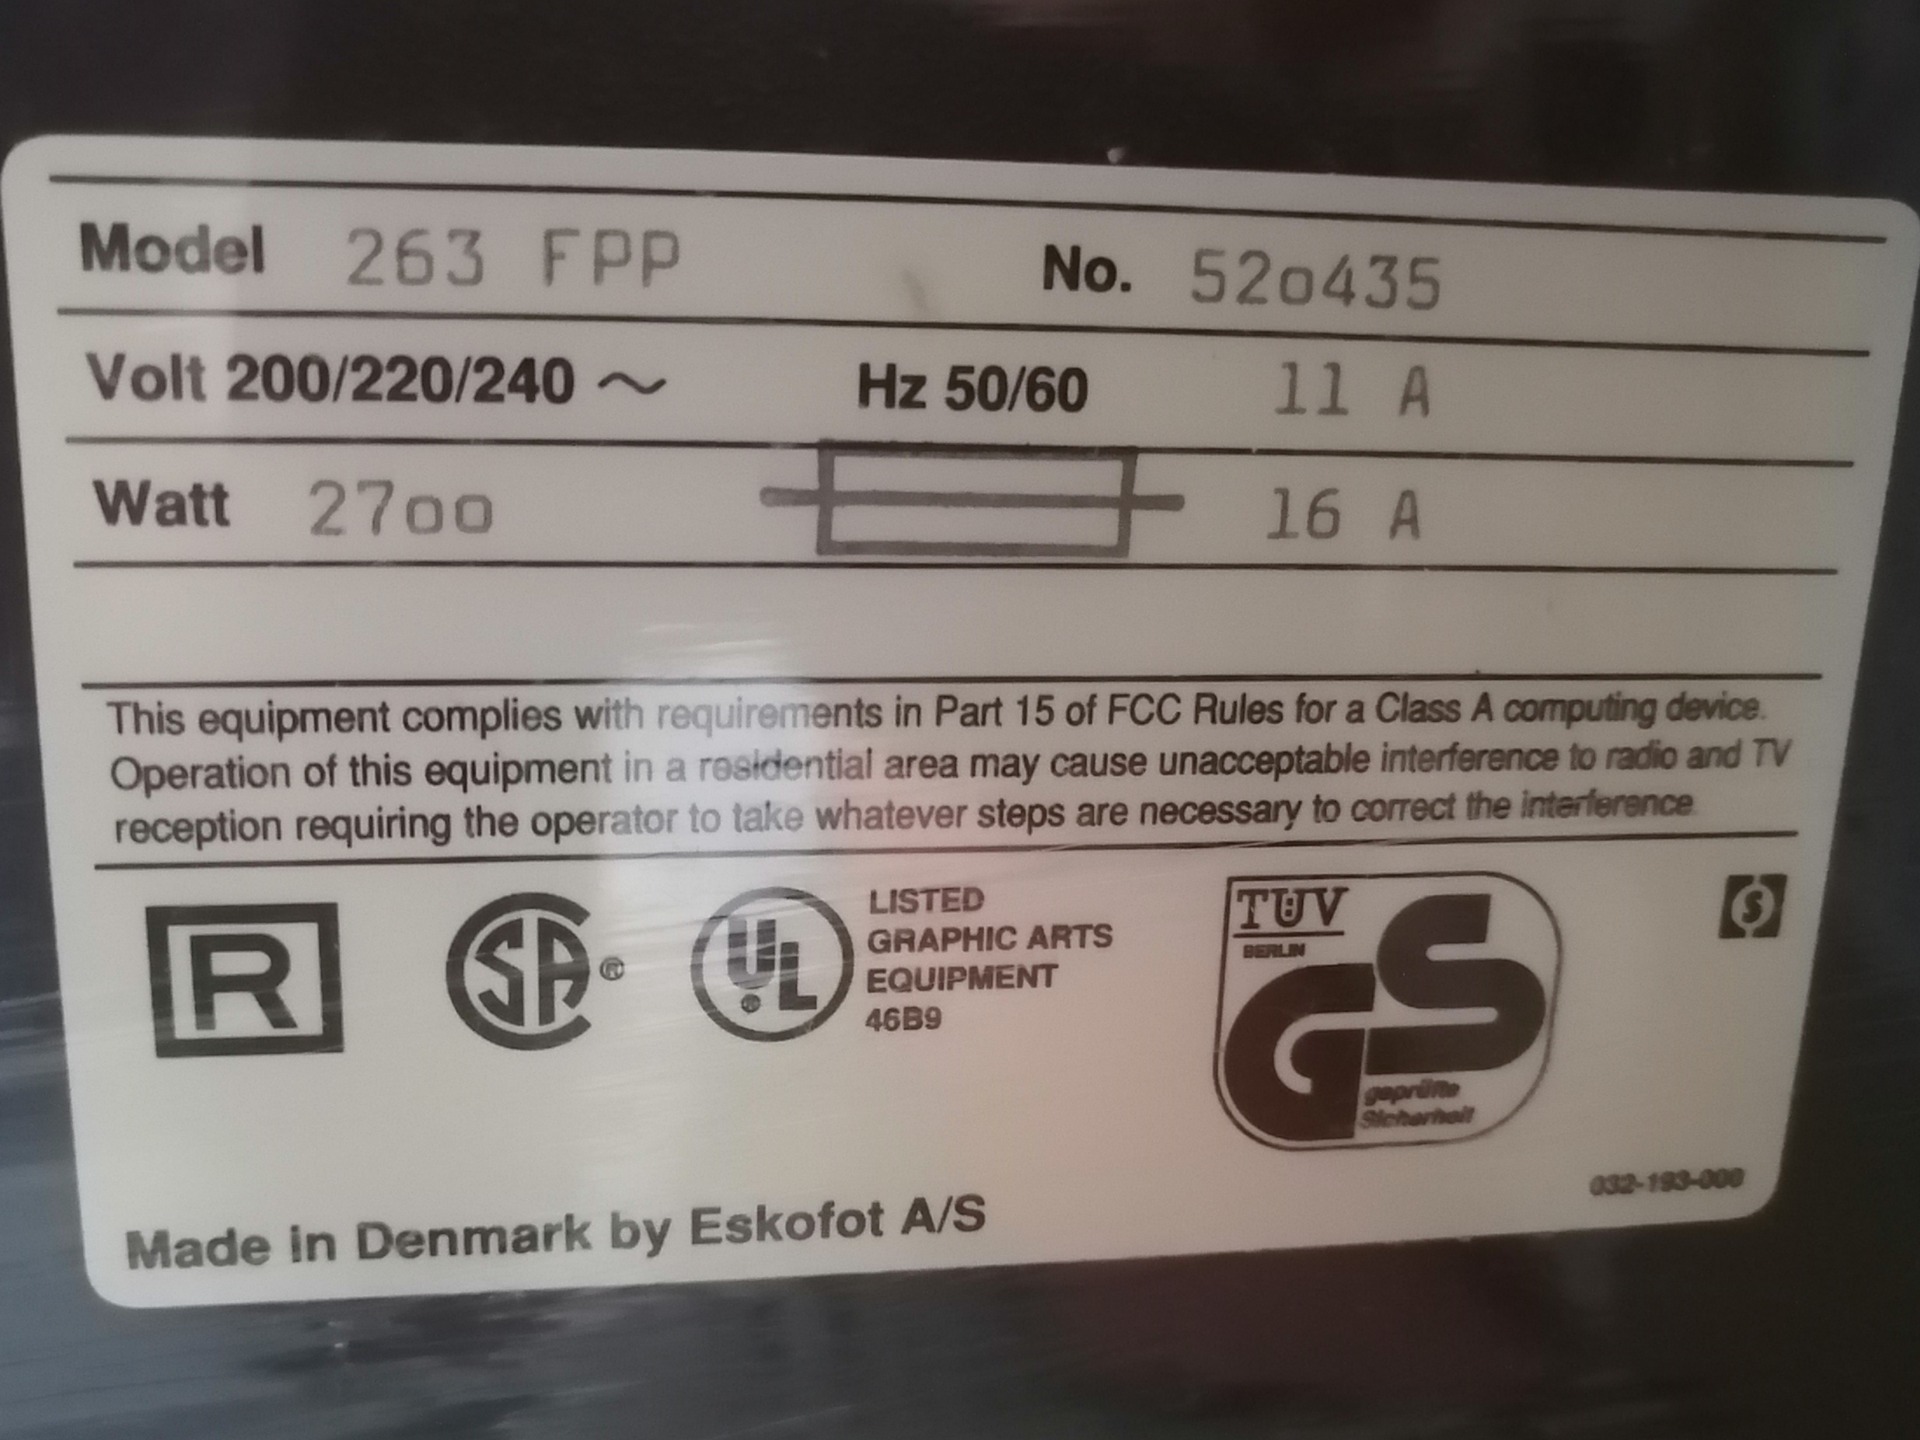 Model 263 FPP No. 52o435
Volt 200/220/240 ~ Hz 50/60 11 A
Watt 27oo 16 A
This equipment complies with requirements in Part 15 of FCC Rules for a Class A computing device.
Operation of this equipment in a residential area may cause unacceptable interference to radio and TV
reception requiring the operator to take whatever steps are necessary to correct the interference.
R
SA ®
UL ®
LISTED
GRAPHIC ARTS
EQUIPMENT
46B9
TÜV
BERLIN
GS
geprüfte
Sicherheit
S
032-193-000
Made in Denmark by Eskofot A/S